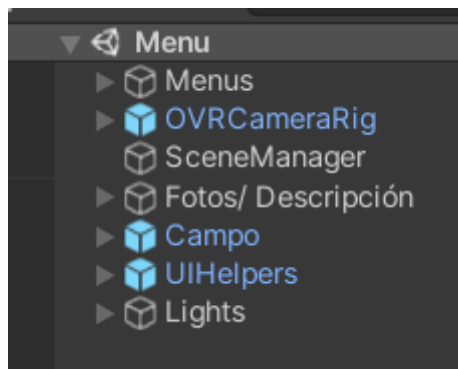 Menu
Menus
OVRCameraRig
SceneManager
Fotos/ Descripción
Campo
UIHelpers
Lights